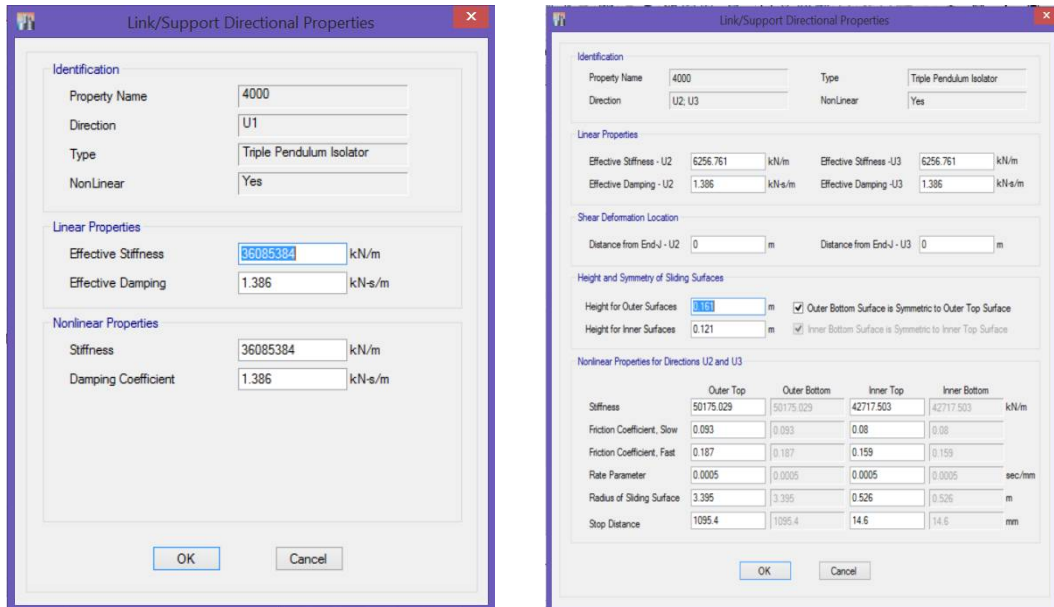 Link/Support Directional Properties
Identification
Property Name 4000
Direction U1
Type Triple Pendulum Isolator
NonLinear Yes
Linear Properties
Effective Stiffness 36085384 kN/m
Effective Damping 1.386 kN-s/m
Nonlinear Properties
Stiffness 36085384 kN/m
Damping Coefficient 1.386 kN-s/m
OK Cancel
Link/Support Directional Properties
Identification
Property Name 4000 Type Triple Pendulum Isolator
Direction U2; U3 NonLinear Yes
Linear Properties
Effective Stiffness - U2 6256.761 kN/m Effective Stiffness -U3 6256.761 kN/m
Effective Damping - U2 1.386 kN-s/m Effective Damping -U3 1.386 kN-s/m
Shear Deformation Location
Distance from End-J - U2 0 m Distance from End-J - U3 0 m
Height and Symmetry of Sliding Surfaces
Height for Outer Surfaces 0.161 m Outer Bottom Surface is Symmetric to Outer Top Surface
Height for Inner Surfaces 0.121 m Inner Bottom Surface is Symmetric to Inner Top Surface
Nonlinear Properties for Directions U2 and U3
Outer Top Outer Bottom Inner Top Inner Bottom
Stiffness 50175.029 50175.029 42717.503 42717.503 kN/m
Friction Coefficient, Slow 0.093 0.093 0.08 0.08
Friction Coefficient, Fast 0.187 0.187 0.159 0.159
Rate Parameter 0.0005 0.0005 0.0005 0.0005 sec/mm
Radius of Sliding Surface 3.395 3.395 0.526 0.526 m
Stop Distance 1095.4 1095.4 14.6 14.6 mm
OK Cancel